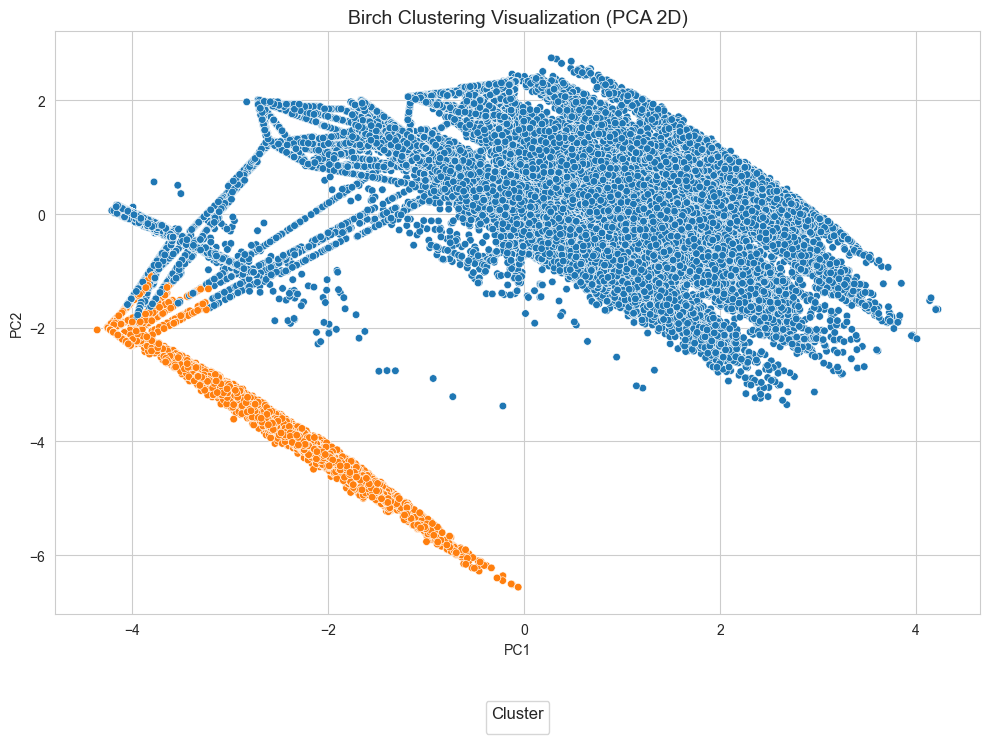 Birch Clustering Visualization (PCA 2D)
PC2
2
0
−2
−4
−6
−4
−2
0
2
4
PC1
Cluster